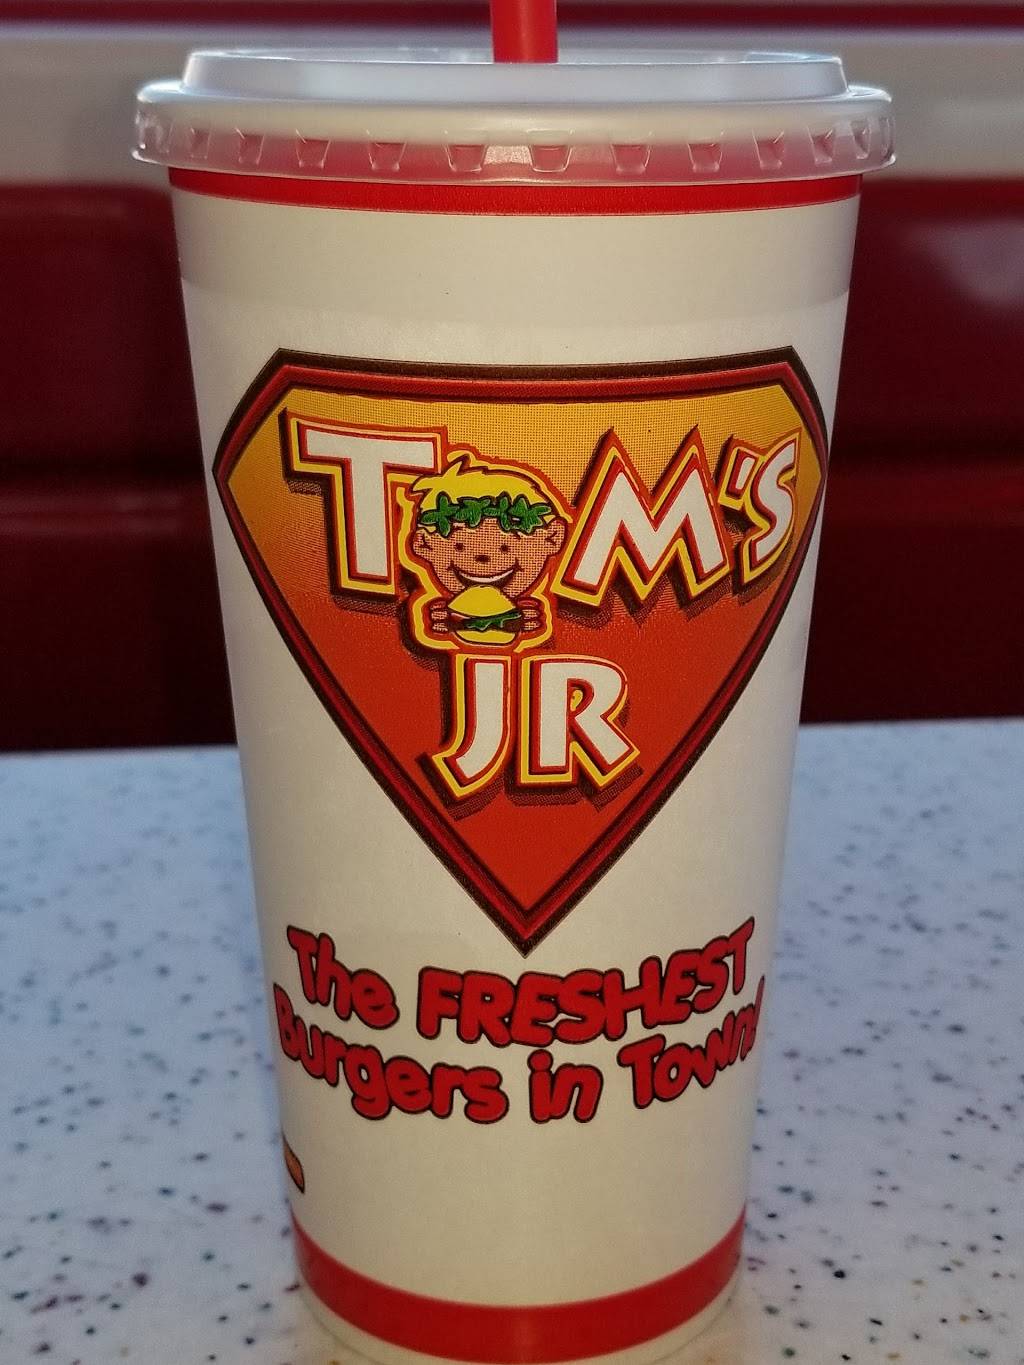 TOM'S
JR
The FRESHEST
Burgers in Town!